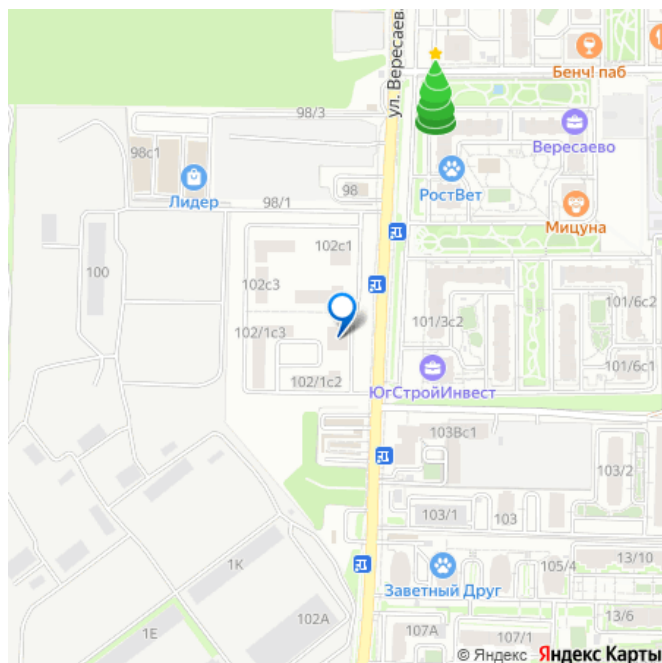 ул. Вересаева
Бенч! паб
98/3
98с1
Вересаево
98
РостВет
Лидер
98/1
Мицуна
102с1
100
102с3
101/6с2
101/3с2
102/1с3
101/6с1
102/1с2
ЮгСтройИнвест
103Вс1
103/2
103/1
103
1К
105/4
13/10
Заветный Друг
102А
13/6
1Е
107А
107/1
© Яндекс Яндекс Карты